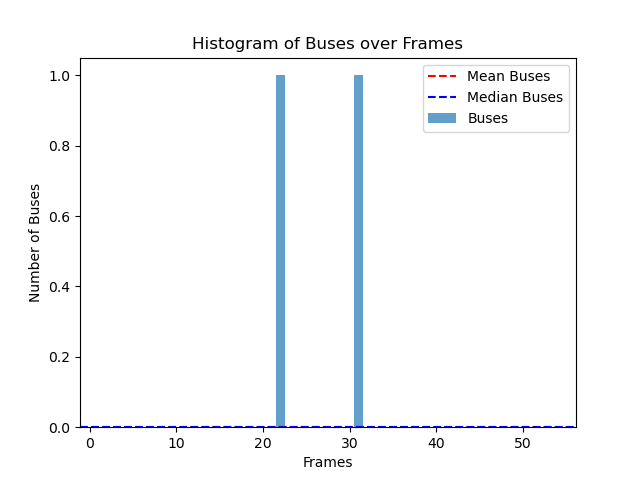 Histogram of Buses over Frames
Mean Buses
Median Buses
Buses
Number of Buses
1.0
0.8
0.6
0.4
0.2
0.0
0 10 20 30 40 50
Frames